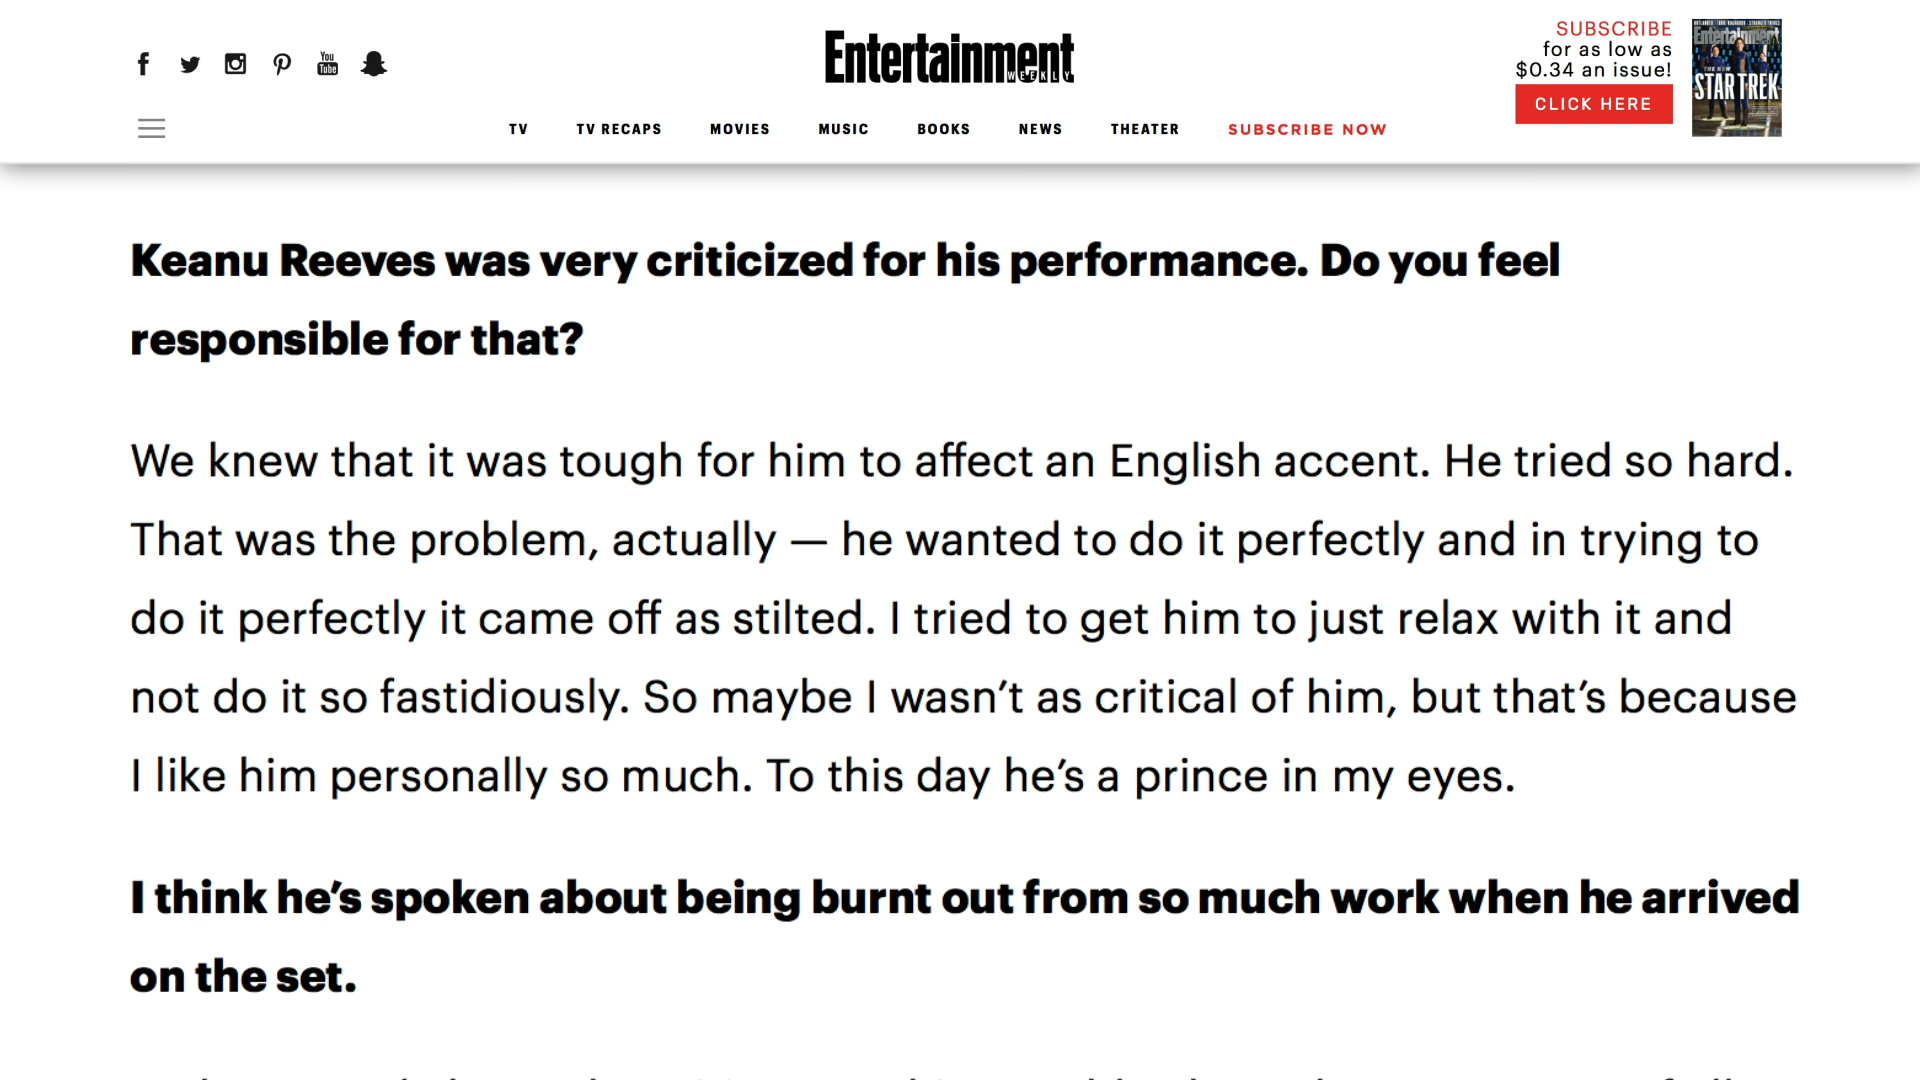 You
Tube
Entertainment
WEEKLY
SUBSCRIBE
for as low as
$0.34 an issue!
CLICK HERE
Entertainment
THE NEW
STAR TREK
TV TV RECAPS MOVIES MUSIC BOOKS NEWS THEATER SUBSCRIBE NOW
Keanu Reeves was very criticized for his performance. Do you feel
responsible for that?
We knew that it was tough for him to affect an English accent. He tried so hard.
That was the problem, actually — he wanted to do it perfectly and in trying to
do it perfectly it came off as stilted. I tried to get him to just relax with it and
not do it so fastidiously. So maybe I wasn’t as critical of him, but that’s because
I like him personally so much. To this day he’s a prince in my eyes.
I think he’s spoken about being burnt out from so much work when he arrived
on the set.